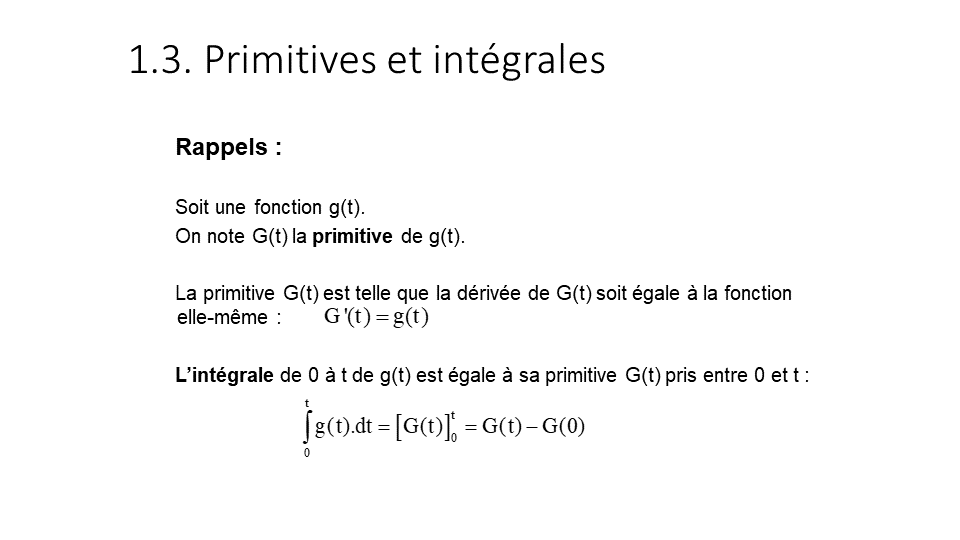 1.3. Primitives et intégrales
Rappels :
Soit une fonction g(t).
On note G(t) la primitive de g(t).
La primitive G(t) est telle que la dérivée de G(t) soit égale à la fonction
elle-même : G'(t) = g(t)
L’intégrale de 0 à t de g(t) est égale à sa primitive G(t) pris entre 0 et t :
∫₀ᵗ g(t).dt = [G(t)]₀ᵗ = G(t) − G(0)